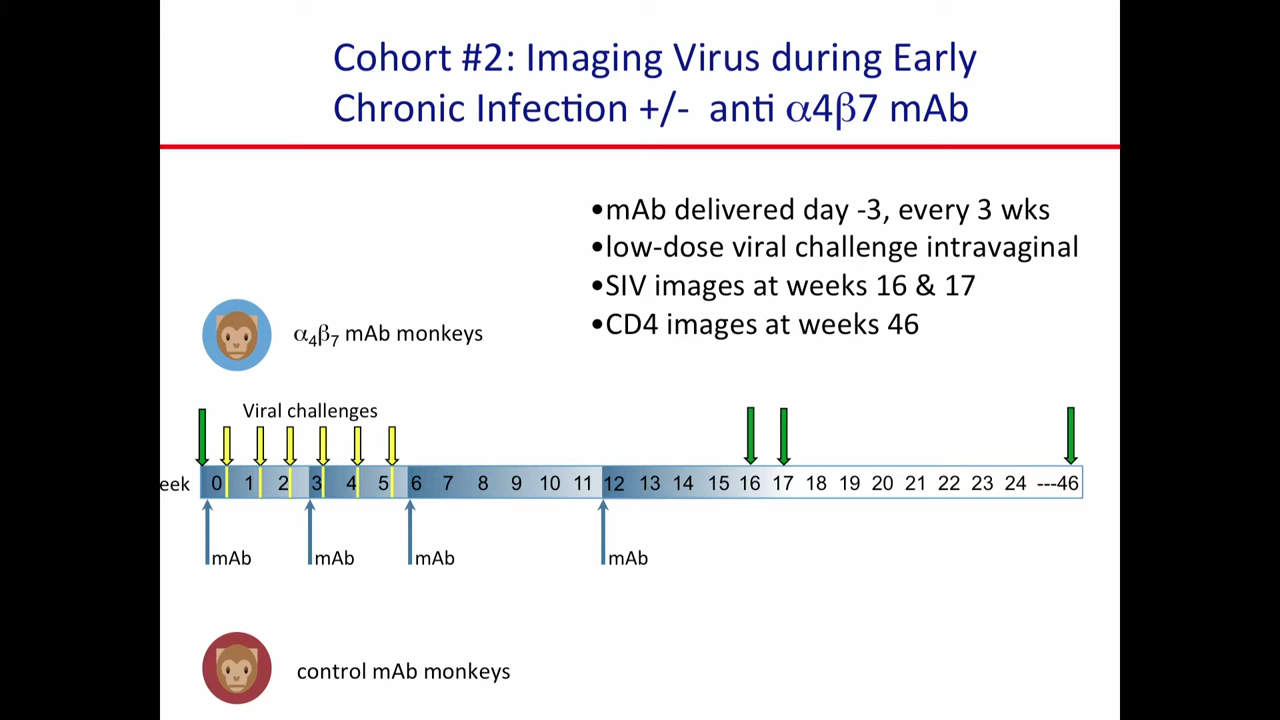 Cohort #2: Imaging Virus during Early
Chronic Infection +/- anti α4β7 mAb
•mAb delivered day -3, every 3 wks
•low-dose viral challenge intravaginal
•SIV images at weeks 16 & 17
•CD4 images at weeks 46
α₄β₇ mAb monkeys
Viral challenges
eek 0 1 2 3 4 5 6 7 8 9 10 11 12 13 14 15 16 17 18 19 20 21 22 23 24 ---46
mAb mAb mAb mAb
control mAb monkeys